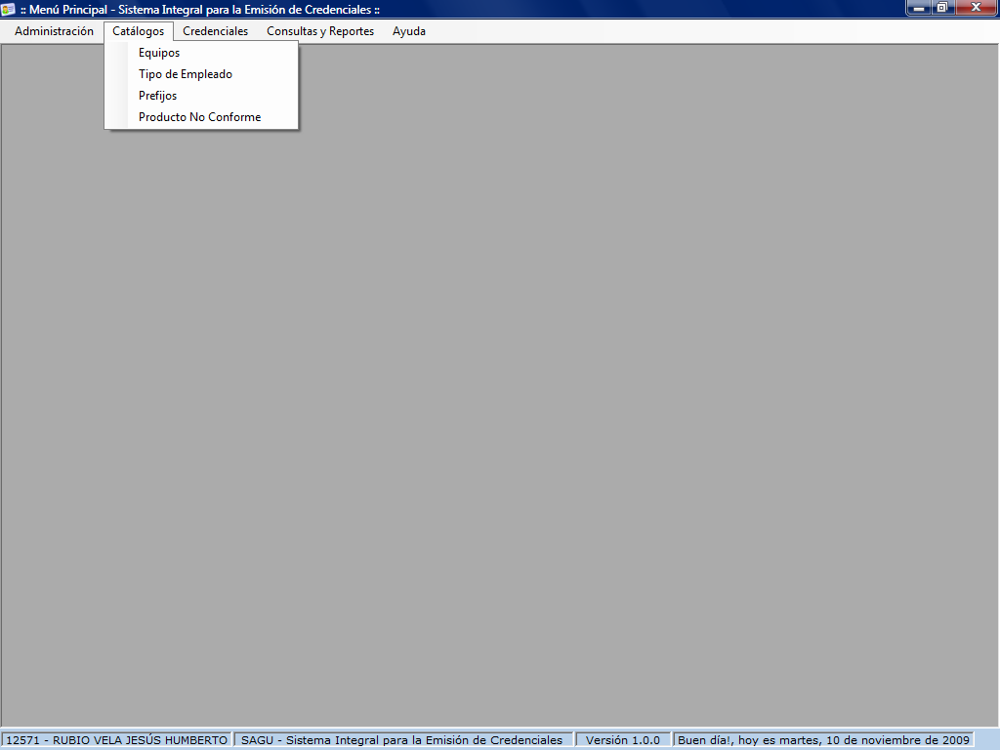 :: Menú Principal - Sistema Integral para la Emisión de Credenciales ::
Administración Catálogos Credenciales Consultas y Reportes Ayuda
Equipos
Tipo de Empleado
Prefijos
Producto No Conforme
12571 - RUBIO VELA JESÚS HUMBERTO SAGU - Sistema Integral para la Emisión de Credenciales Versión 1.0.0 Buen día!, hoy es martes, 10 de noviembre de 2009